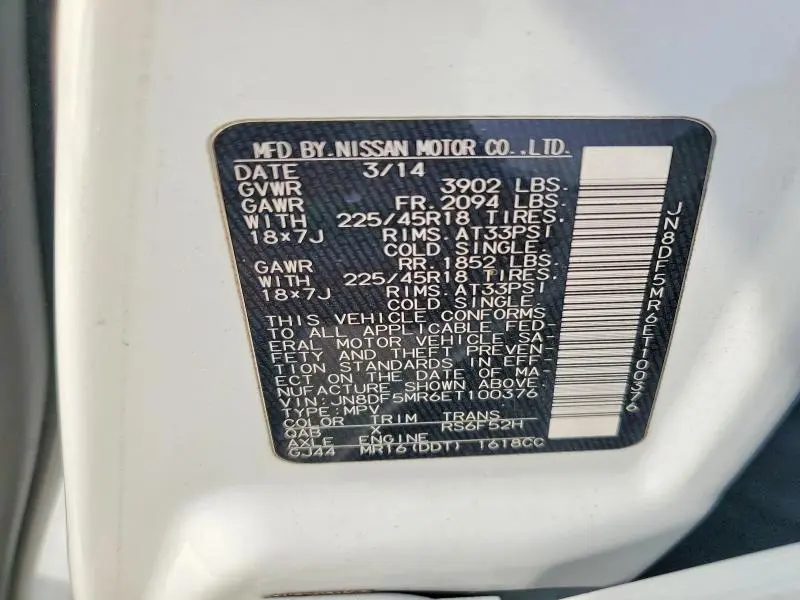 MFD BY NISSAN MOTOR CO.,LTD.
DATE 3/14
GVWR 3902 LBS.
GAWR FR. 2094 LBS.
WITH 225/45R18 TIRES.
18×7J RIMS. AT33PSI
COLD SINGLE.
GAWR RR. 1852 LBS.
WITH 225/45R18 TIRES.
18×7J RIMS. AT33PSI
COLD SINGLE.
THIS VEHICLE CONFORMS
TO ALL APPLICABLE FED-
ERAL MOTOR VEHICLE SA-
FETY AND THEFT PREVEN-
TION STANDARDS IN EFF-
ECT ON THE DATE OF MA-
NUFACTURE SHOWN ABOVE.
VIN: JN8DF5MR6ET100376
TYPE: MPV
COLOR TRIM TRANS
QAB X RS6F52H
AXLE ENGINE
GJ44 MR16(DDT) 1618CC
JN8DF5MR6ET100376